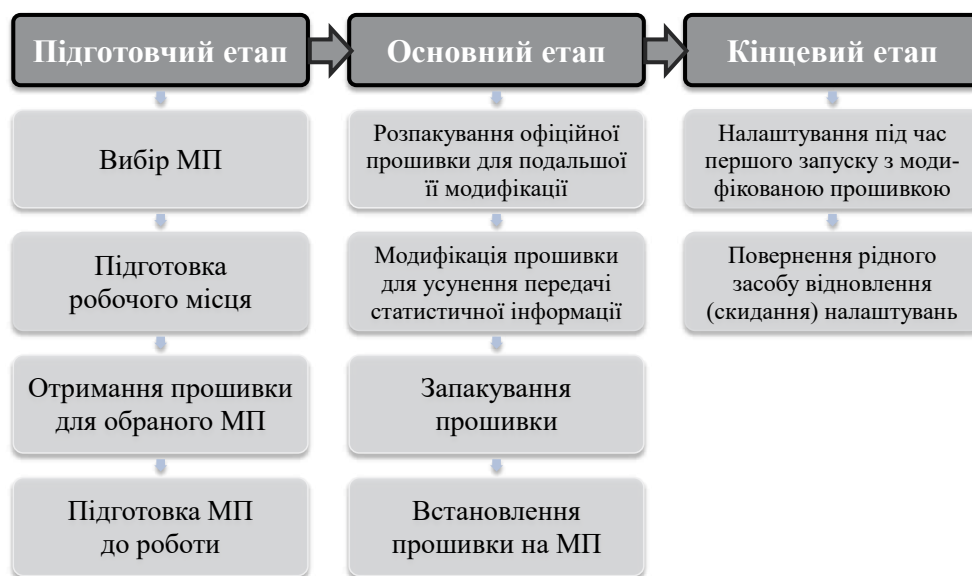 Підготовчий етап
Вибір МП
Підготовка
робочого місця
Отримання прошивки
для обраного МП
Підготовка МП
до роботи
Основний етап
Розпакування офіційної
прошивки для подальшої
її модифікації
Модифікація прошивки
для усунення передачі
статистичної інформації
Запакування
прошивки
Встановлення
прошивки на МП
Кінцевий етап
Налаштування під час
першого запуску з моди-
фікованою прошивкою
Повернення рідного
засобу відновлення
(скидання) налаштувань